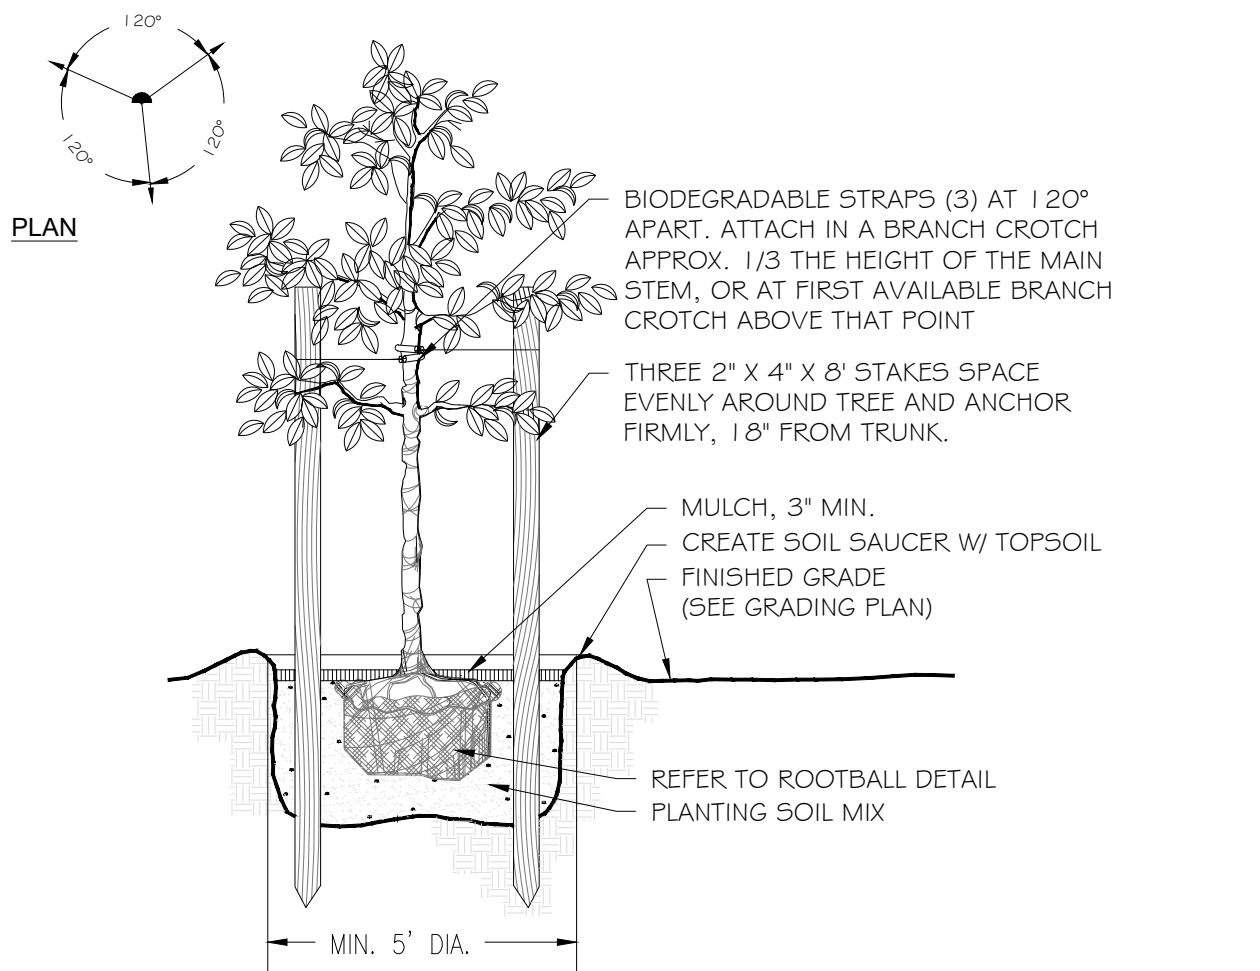 120°
120°
120°
PLAN
BIODEGRADABLE STRAPS (3) AT 120°
APART. ATTACH IN A BRANCH CROTCH
APPROX. 1/3 THE HEIGHT OF THE MAIN
STEM, OR AT FIRST AVAILABLE BRANCH
CROTCH ABOVE THAT POINT
THREE 2" X 4" X 8' STAKES SPACE
EVENLY AROUND TREE AND ANCHOR
FIRMLY, 18" FROM TRUNK.
MULCH, 3" MIN.
CREATE SOIL SAUCER W/ TOPSOIL
FINISHED GRADE
(SEE GRADING PLAN)
REFER TO ROOTBALL DETAIL
PLANTING SOIL MIX
MIN. 5' DIA.